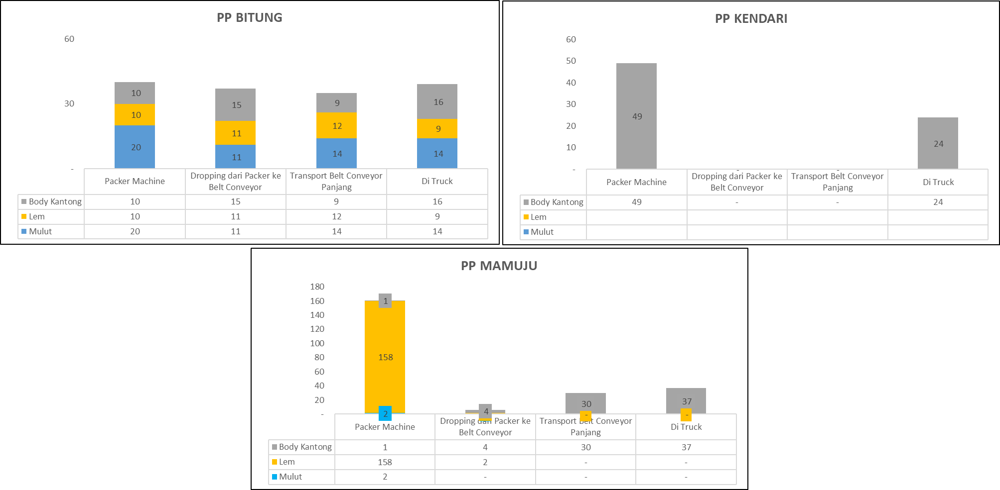 PP BITUNG
60
30
-
10
10
20
15
11
11
9
12
14
16
9
14
Packer Machine
Dropping dari Packer ke
Belt Conveyor
Transport Belt Conveyor
Panjang
Di Truck
Body Kantong 10 15 9 16
Lem 10 11 12 9
Mulut 20 11 14 14
PP KENDARI
60
50
40
30
20
10
-
49
-
-
24
Packer Machine
Dropping dari Packer ke
Belt Conveyor
Transport Belt Conveyor
Panjang
Di Truck
Body Kantong 49 - - 24
Lem
Mulut
PP MAMUJU
180
160
140
120
100
80
60
40
20
-
1
158
2
4
30
-
37
-
Packer Machine
Dropping dari Packer ke
Belt Conveyor
Transport Belt Conveyor
Panjang
Di Truck
Body Kantong 1 4 30 37
Lem 158 2 - -
Mulut 2 - - -